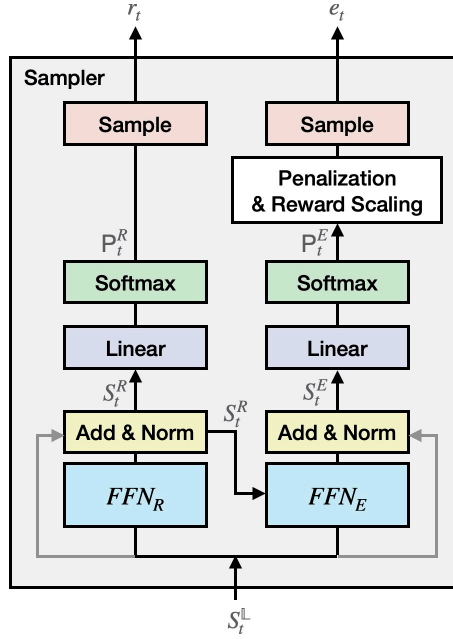 r_t e_t
Sampler
Sample Sample
Penalization
& Reward Scaling
P_t^R P_t^E
Softmax Softmax
Linear Linear
S_t^R S_t^E
S_t^R
Add & Norm Add & Norm
FFN_R FFN_E
S_t^𝕃